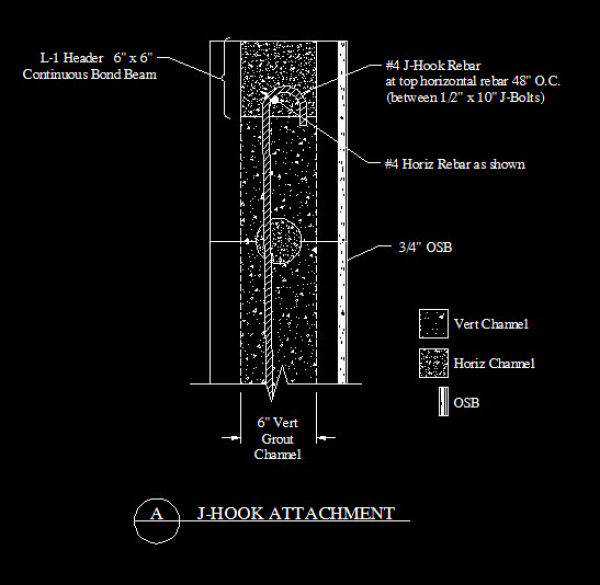 L-1 Header 6" x 6"
Continuous Bond Beam
#4 J-Hook Rebar
at top horizontal rebar 48" O.C.
(between 1/2" x 10" J-Bolts)
#4 Horiz Rebar as shown
3/4" OSB
Vert Channel
Horiz Channel
OSB
6" Vert
Grout
Channel
A J-HOOK ATTACHMENT